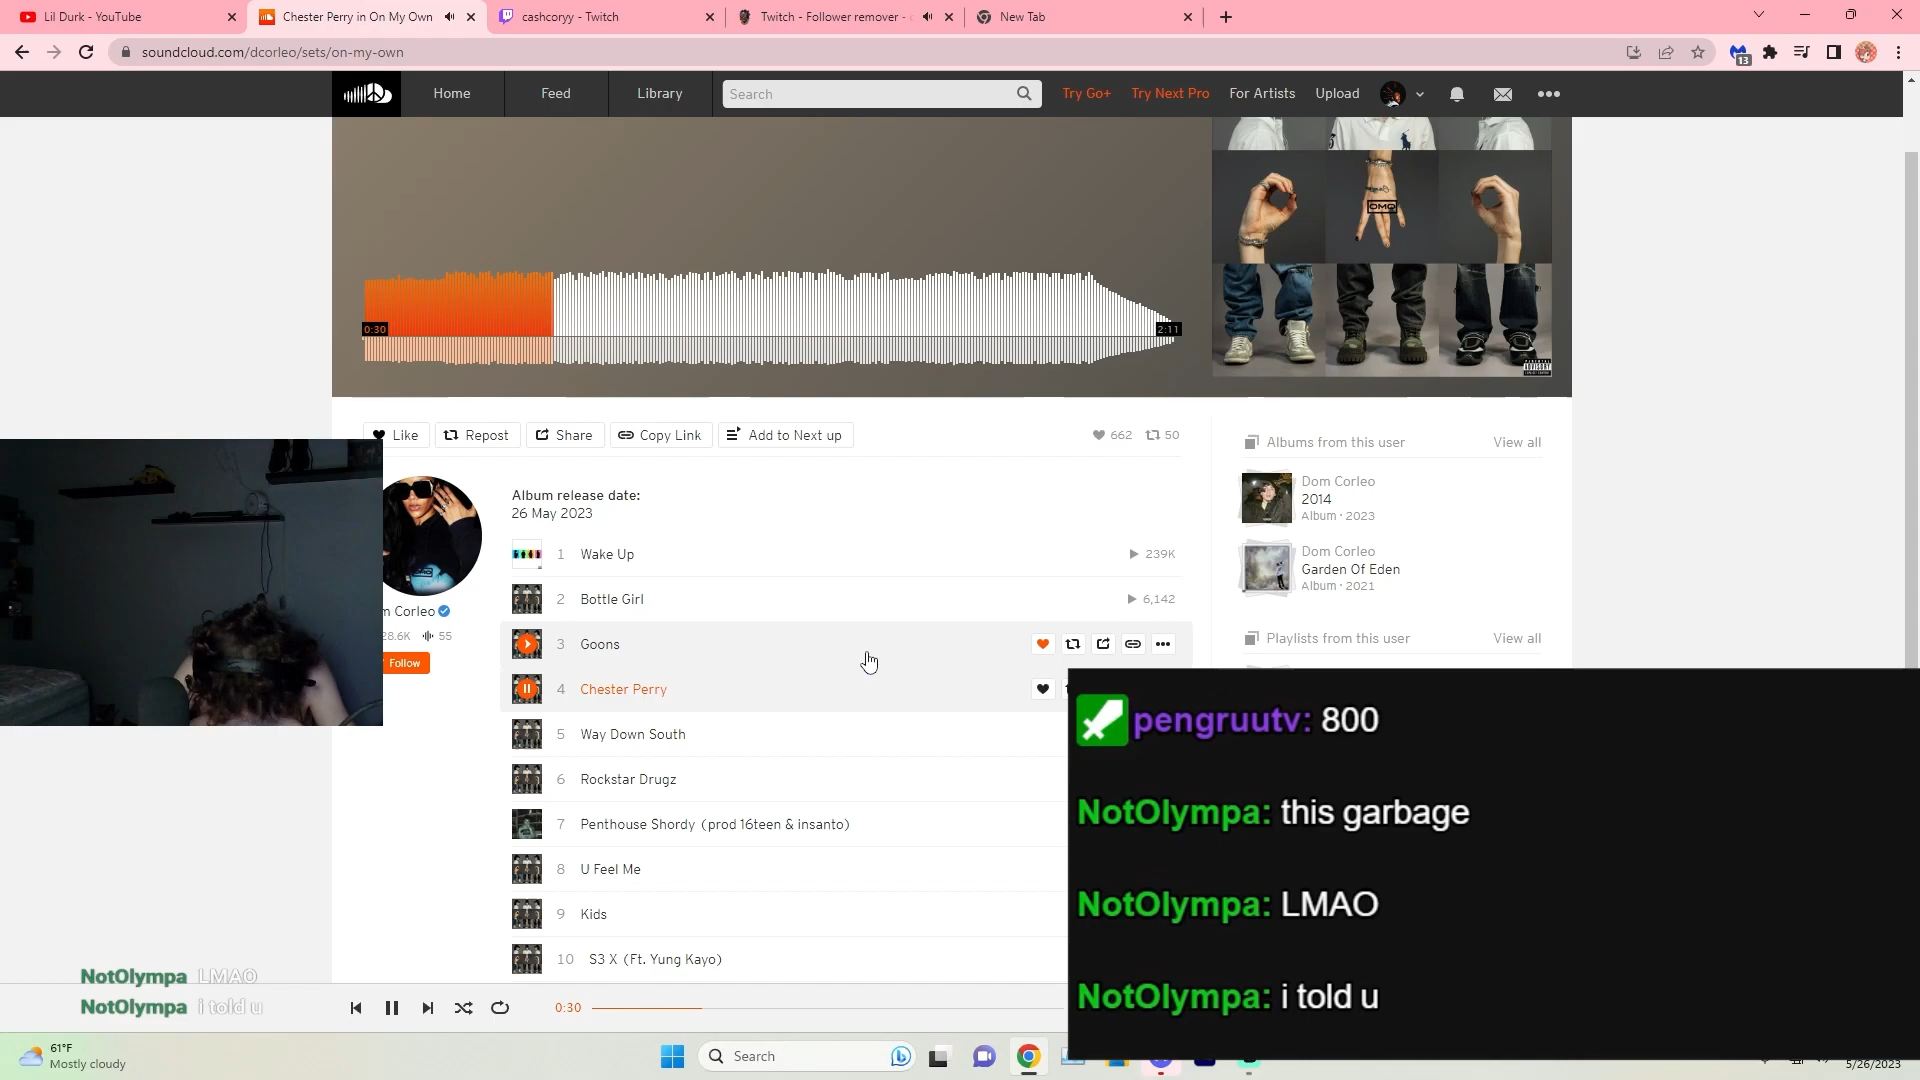 Lil Durk - YouTube
Chester Perry in On My Own
cashcoryy - Twitch
Twitch - Follower remover -
New Tab
soundcloud.com/dcorleo/sets/on-my-own
13
Home
Feed
Library
Search
Try Go+
Try Next Pro
For Artists
Upload
OMO
0:30
2:11
Like
Repost
Share
Copy Link
Add to Next up
662
50
Albums from this user
View all
Dom Corleo
2014
Album · 2023
Dom Corleo
Garden Of Eden
Album · 2021
Playlists from this user
View all
Album release date:
26 May 2023
m Corleo
28.6K
55
Follow
1 Wake Up
239K
2 Bottle Girl
6,142
3 Goons
4 Chester Perry
5 Way Down South
6 Rockstar Drugz
7 Penthouse Shordy (prod 16teen & insanto)
8 U Feel Me
9 Kids
10 S3 X (Ft. Yung Kayo)
pengruutv: 800
NotOlympa: this garbage
NotOlympa: LMAO
NotOlympa: i told u
NotOlympa LMAO
NotOlympa i told u
0:30
61°F
Mostly cloudy
Search
5/26/2023